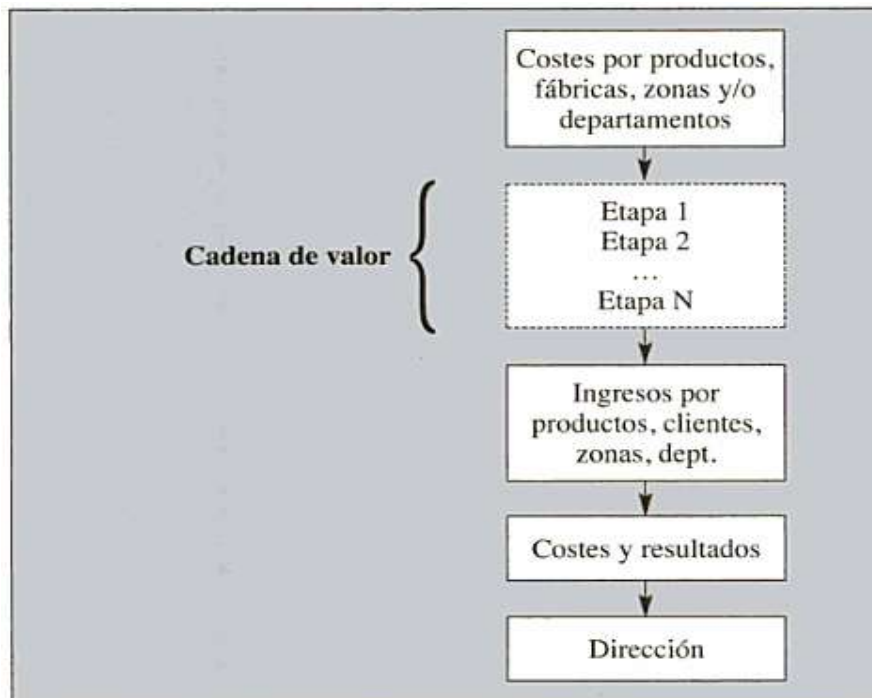 Costes por productos,
fábricas, zonas y/o
departamentos
Cadena de valor
Etapa 1
Etapa 2
...
Etapa N
Ingresos por
productos, clientes,
zonas, dept.
Costes y resultados
Dirección